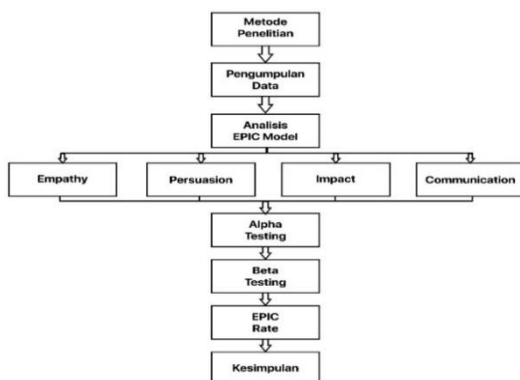 Metode
Penelitian
Pengumpulan
Data
Analisis
EPIC Model
Empathy
Persuasion
Impact
Communication
Alpha
Testing
Beta
Testing
EPIC
Rate
Kesimpulan